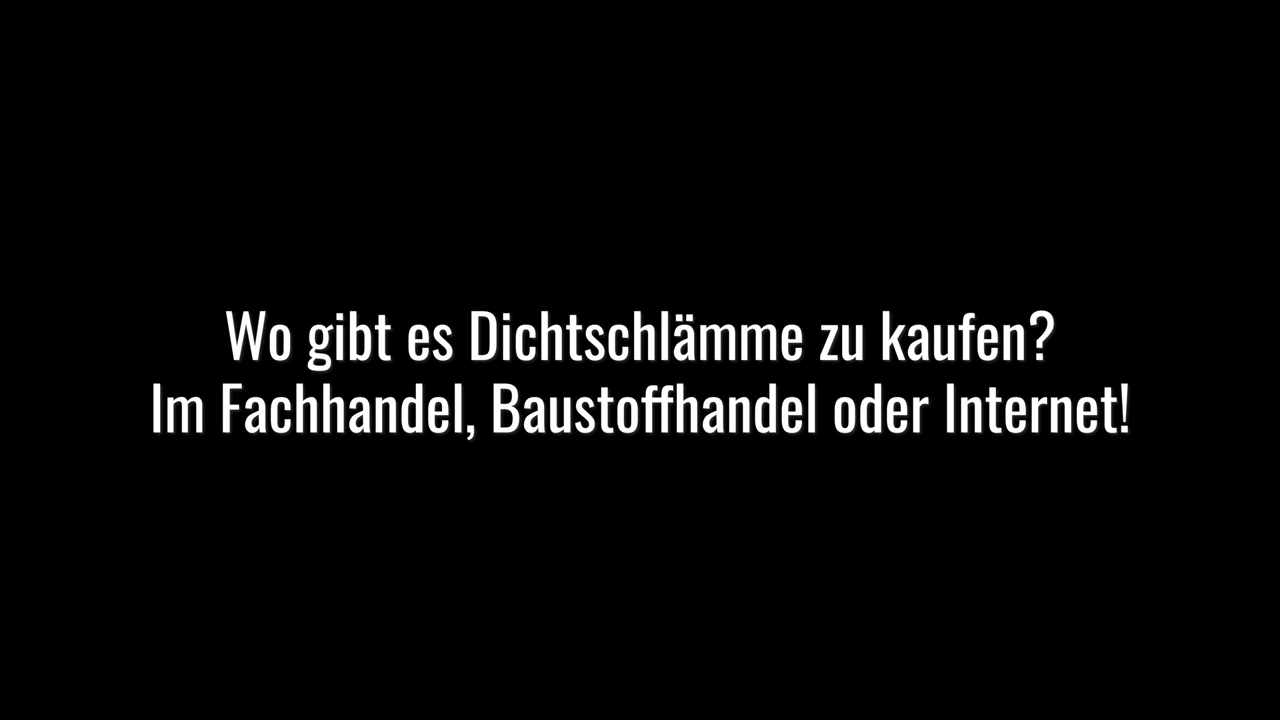 Wo gibt es Dichtschlämme zu kaufen?
Im Fachhandel, Baustoffhandel oder Internet!